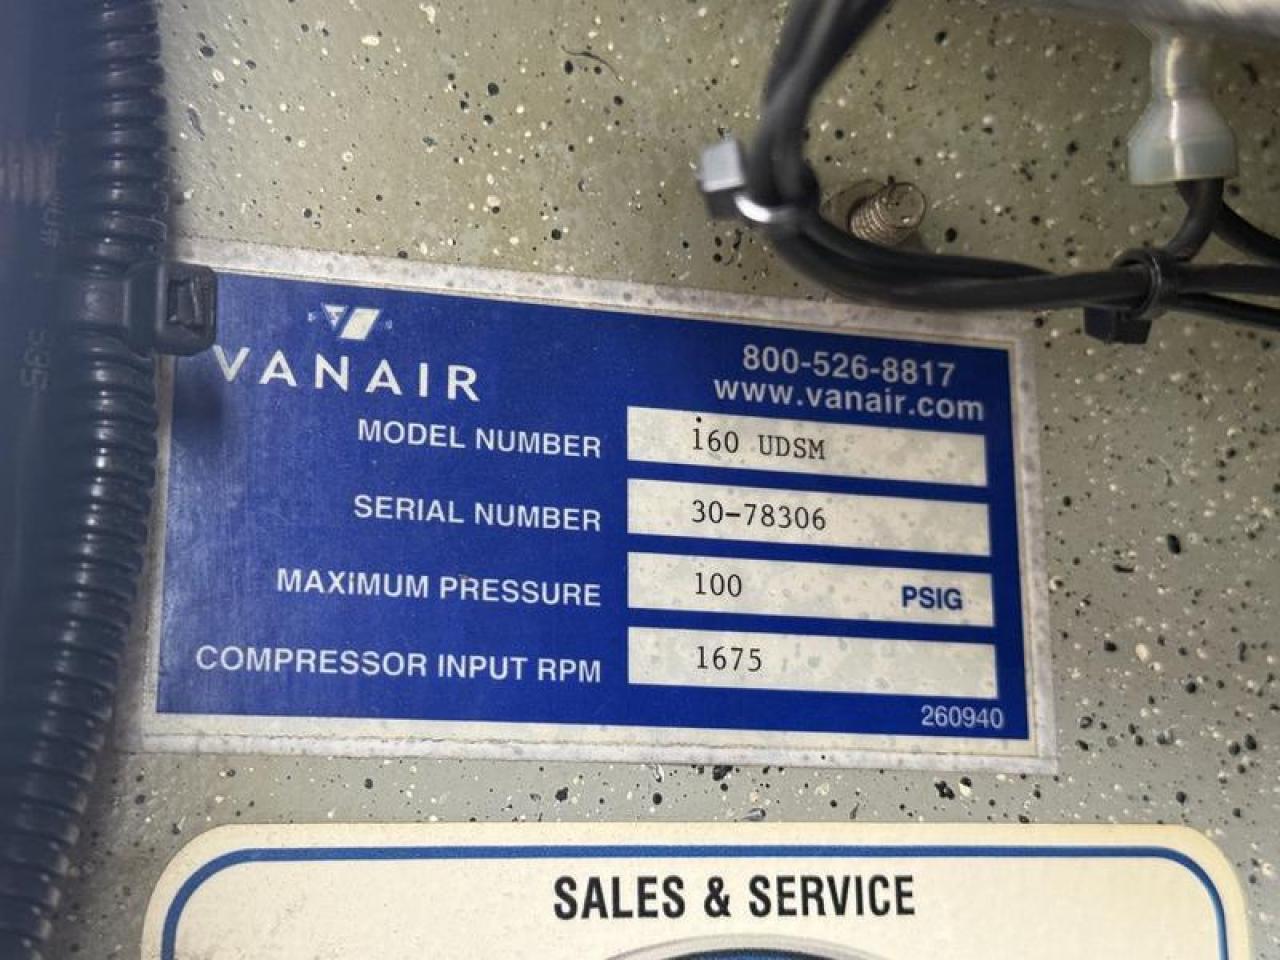 VANAIR
800-526-8817
www.vanair.com
MODEL NUMBER 160 UDSM
SERIAL NUMBER 30-78306
MAXIMUM PRESSURE 100 PSIG
COMPRESSOR INPUT RPM 1675
260940
SALES & SERVICE